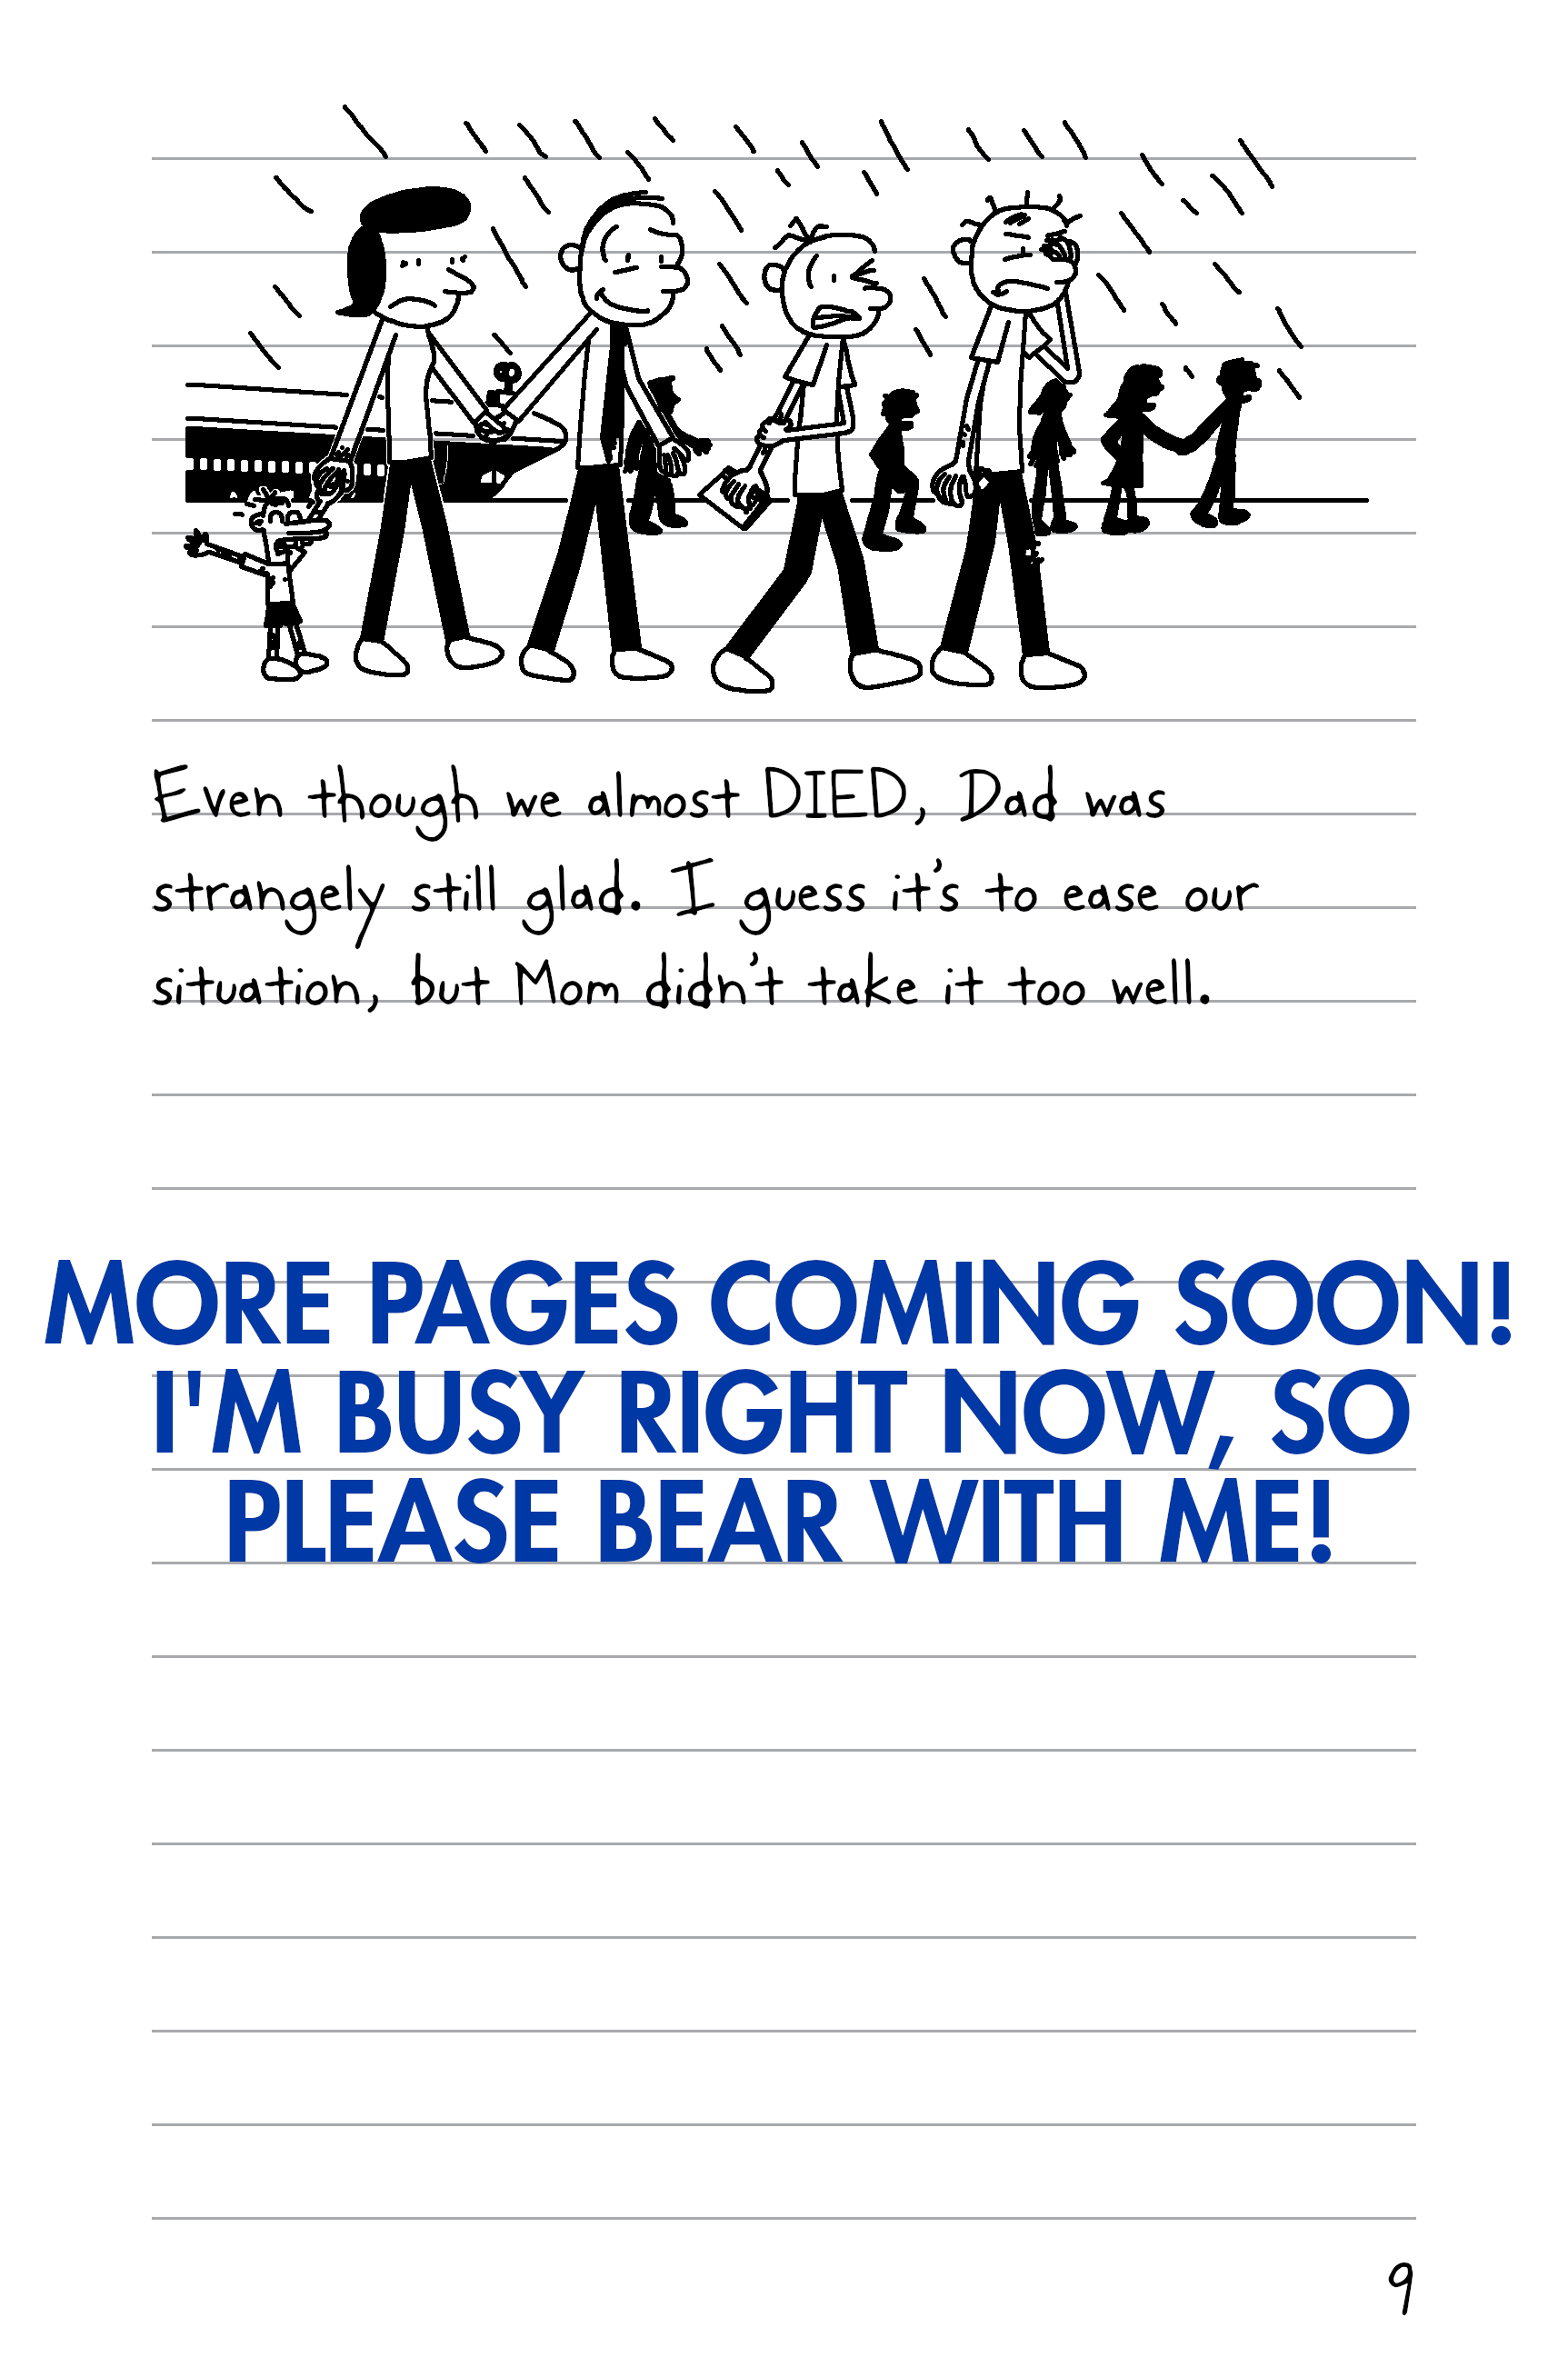 Even though we almost DIED, Dad was
strangely still glad. I guess it's to ease our
situation, but Mom didn't take it too well.
MORE PAGES COMING SOON!
I'M BUSY RIGHT NOW, SO
PLEASE BEAR WITH ME!
9